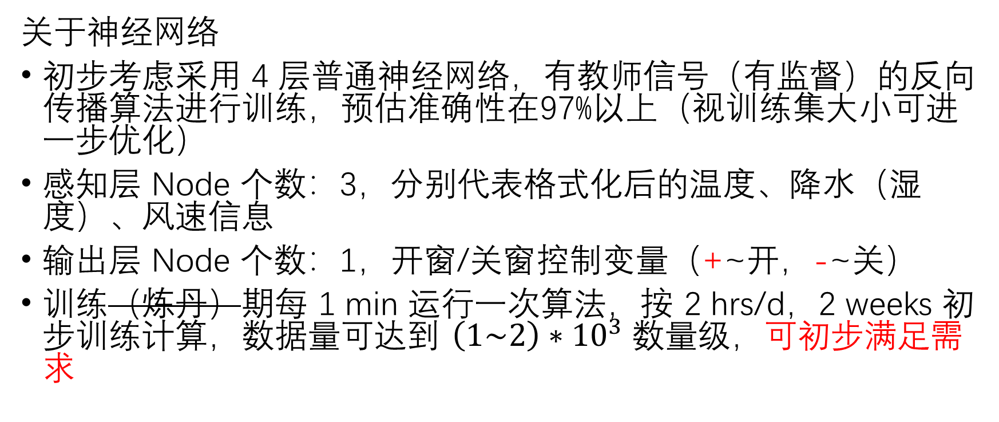 关于神经网络
• 初步考虑采用 4 层普通神经网络，有教师信号（有监督）的反向
传播算法进行训练，预估准确性在97%以上（视训练集大小可进
一步优化）
• 感知层 Node 个数：3，分别代表格式化后的温度、降水（湿
度）、风速信息
• 输出层 Node 个数：1，开窗/关窗控制变量（+~开，-~关）
• 训练（炼丹）期每 1 min 运行一次算法，按 2 hrs/d，2 weeks 初
步训练计算，数据量可达到 (1~2) * 10³ 数量级，可初步满足需
求